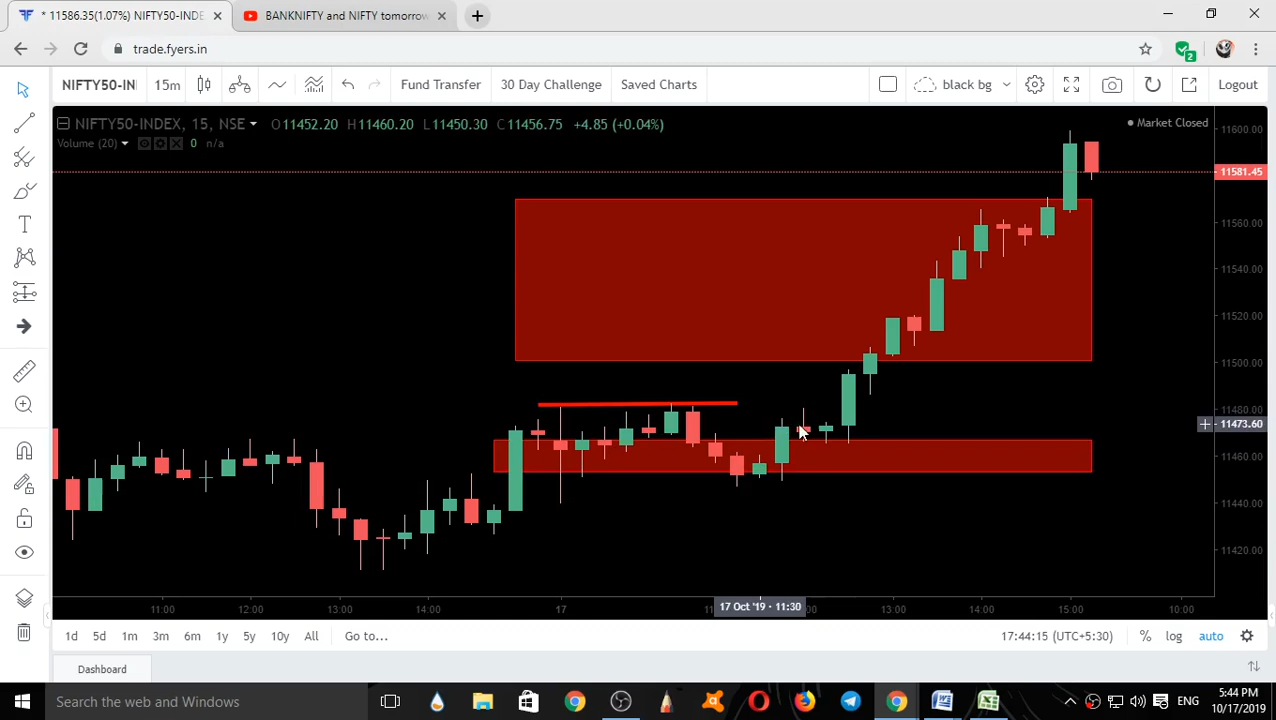 * 11586.35(1.07%) NIFTY50-INDE
BANKNIFTY and NIFTY tomorrow
trade.fyers.in
2
NIFTY50-IN
15m
Fund Transfer
30 Day Challenge
Saved Charts
black bg
Logout
NIFTY50-INDEX, 15, NSE
O11452.20 H11460.20 L11450.30 C11456.75 +4.85 (+0.04%)
Market Closed
Volume (20)
0 n/a
11600.00
11581.45
11560.00
11540.00
11520.00
11500.00
11480.00
11473.60
11460.00
11440.00
11420.00
11:00
12:00
13:00
14:00
17
17 Oct '19 · 11:30
13:00
14:00
15:00
10:00
1d 5d 1m 3m 6m 1y 5y 10y All Go to...
17:44:15 (UTC+5:30) % log auto
Dashboard
Search the web and Windows
ENG
5:44 PM
10/17/2019